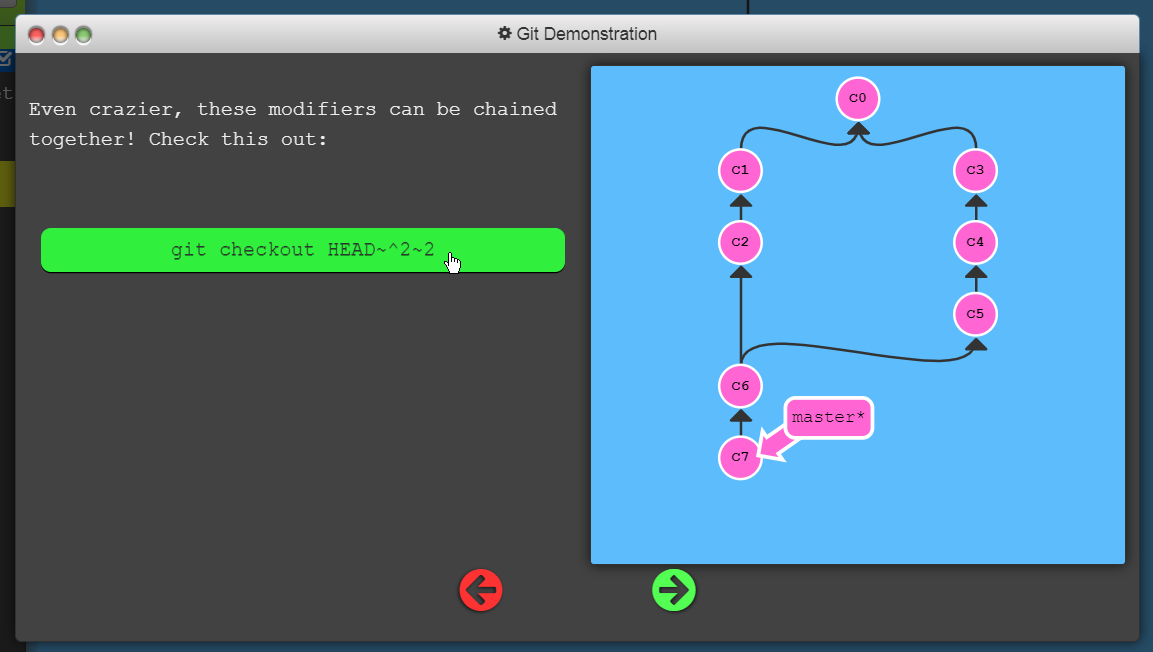 Git Demonstration
et
Even crazier, these modifiers can be chained
together! Check this out:
git checkout HEAD~^2~2
C0
C1
C3
C2
C4
C5
C6
master*
C7